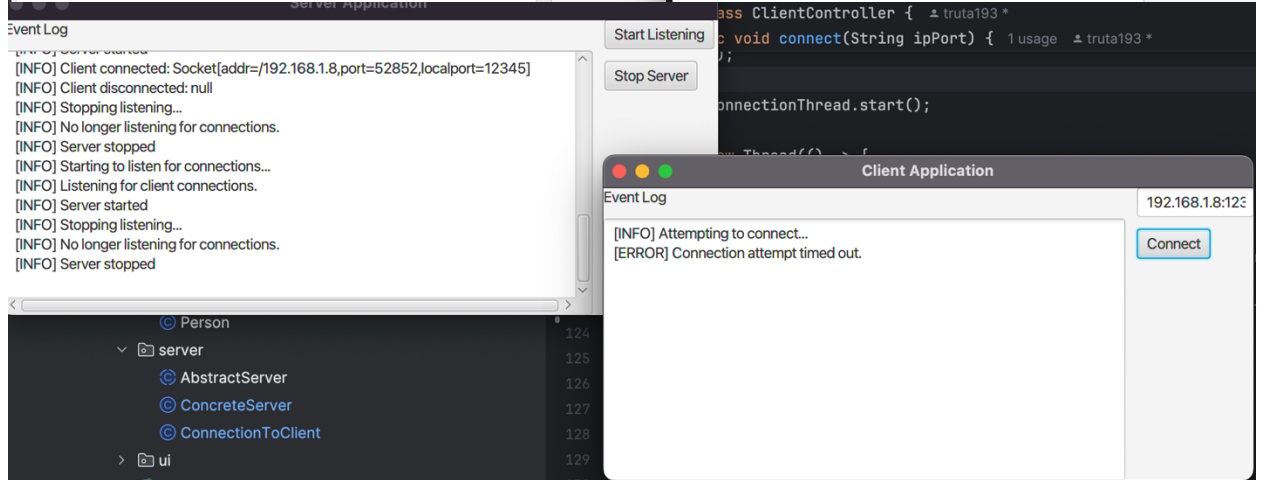 Server Application
Event Log
Start Listening
Stop Server
[INFO] Server started
[INFO] Client connected: Socket[addr=/192.168.1.8,port=52852,localport=12345]
[INFO] Client disconnected: null
[INFO] Stopping listening...
[INFO] No longer listening for connections.
[INFO] Server stopped
[INFO] Starting to listen for connections...
[INFO] Listening for client connections.
[INFO] Server started
[INFO] Stopping listening...
[INFO] No longer listening for connections.
[INFO] Server stopped
ass ClientController { truta193 *
c void connect(String ipPort) { 1 usage truta193 *
);
onnectionThread.start();
ew Thread(() -> {
Client Application
Event Log
192.168.1.8:123
Connect
[INFO] Attempting to connect...
[ERROR] Connection attempt timed out.
Person
server
AbstractServer
ConcreteServer
ConnectionToClient
ui
124
125
126
127
128
129